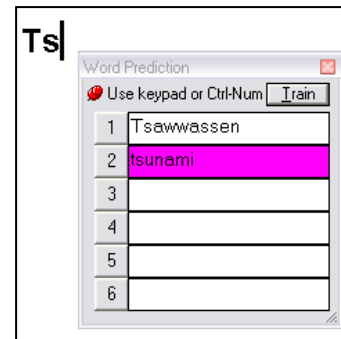 Ts
Word Prediction
Use keypad or Ctrl-Num Train
1 Tsawwassen
2 tsunami
3
4
5
6